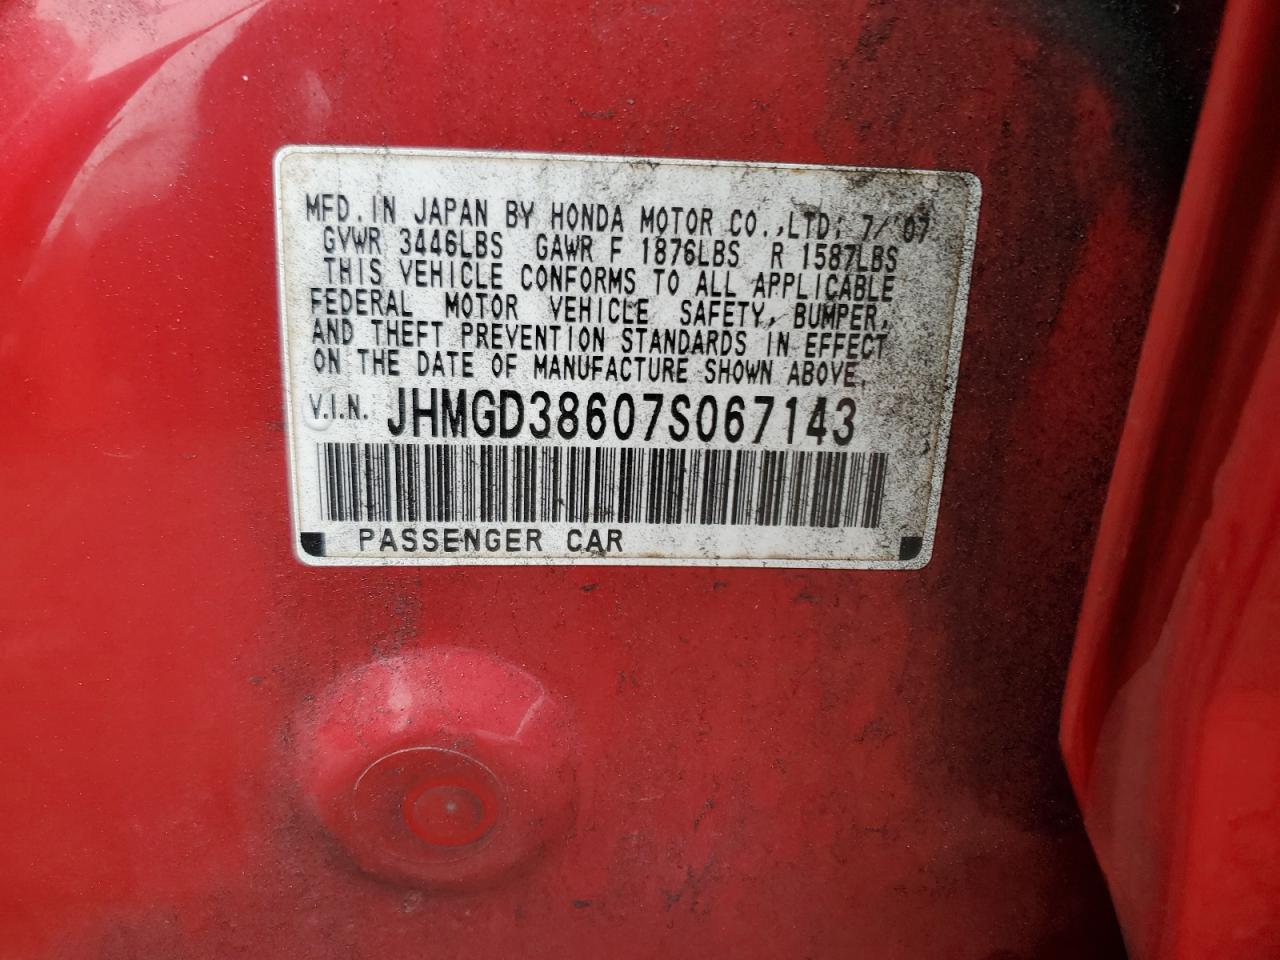 MFD. IN JAPAN BY HONDA MOTOR CO.,LTD; 7/'07
GVWR 3446LBS GAWR F 1876LBS R 1587LBS
THIS VEHICLE CONFORMS TO ALL APPLICABLE
FEDERAL MOTOR VEHICLE SAFETY, BUMPER,
AND THEFT PREVENTION STANDARDS IN EFFECT
ON THE DATE OF MANUFACTURE SHOWN ABOVE.
V.I.N. JHMGD38607S067143
PASSENGER CAR